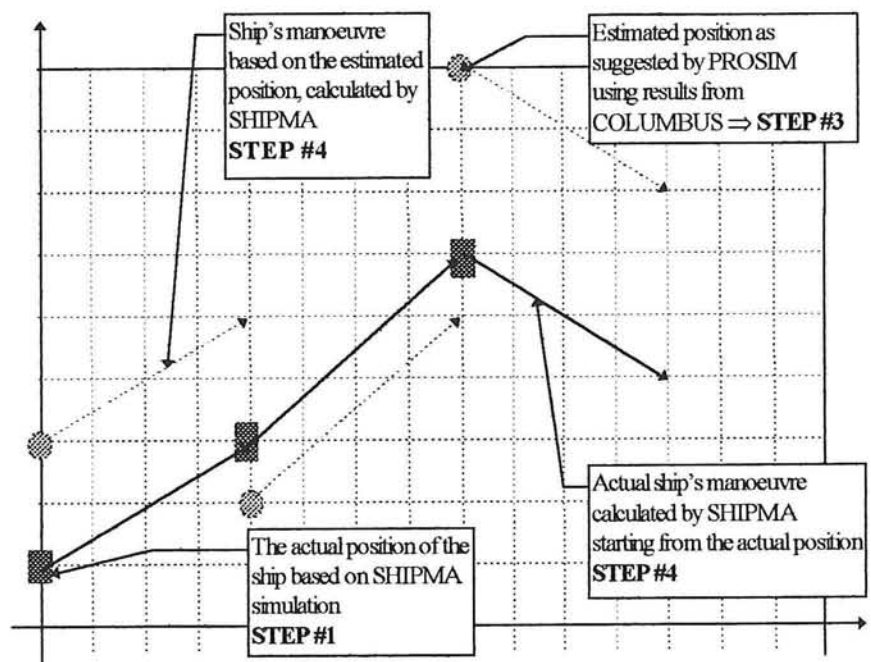 Ship's manoeuvre
based on the estimated
position, calculated by
SHIPMA
STEP #4
Estimated position as
suggested by PROSIM
using results from
COLUMBUS ⇒ STEP #3
Actual ship's manoeuvre
calculated by SHIPMA
starting from the actual position
STEP #4
The actual position of the
ship based on SHIPMA
simulation
STEP #1